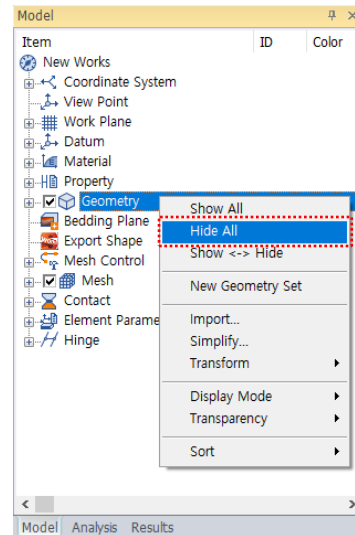 Model
Item ID Color
New Works
Coordinate System
View Point
Work Plane
Datum
Material
Property
Geometry
Bedding Plane
Export Shape
Mesh Control
Mesh
Contact
Element Parame
Hinge
Show All
Hide All
Show <-> Hide
New Geometry Set
Import...
Simplify...
Transform
Display Mode
Transparency
Sort
Model Analysis Results